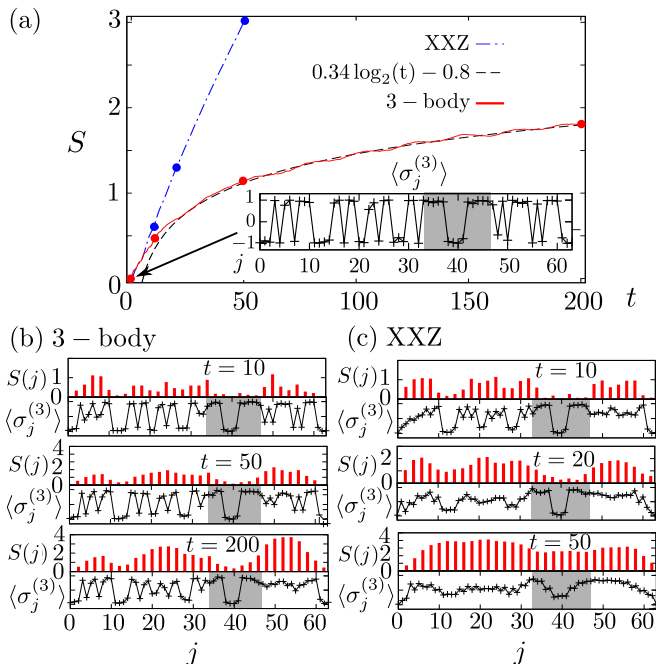 (a)
3
2
1
0
S
XXZ
0.34 log₂(t) − 0.8
3 − body
⟨σⱼ⁽³⁾⟩
1
0
−1
j
0 10 20 30 40 50 60
0 50 100 150 200 t
(b) 3 − body
S(j) 1 0 t = 10
⟨σⱼ⁽³⁾⟩
S(j) 4 2 0 t = 50
⟨σⱼ⁽³⁾⟩
S(j) 4 2 0 t = 200
⟨σⱼ⁽³⁾⟩
0 10 20 30 40 50 60
j
(c) XXZ
S(j) 1 t = 10
⟨σⱼ⁽³⁾⟩
S(j) 2 0 t = 20
⟨σⱼ⁽³⁾⟩
S(j) 4 2 0 t = 50
⟨σⱼ⁽³⁾⟩
0 10 20 30 40 50 60
j